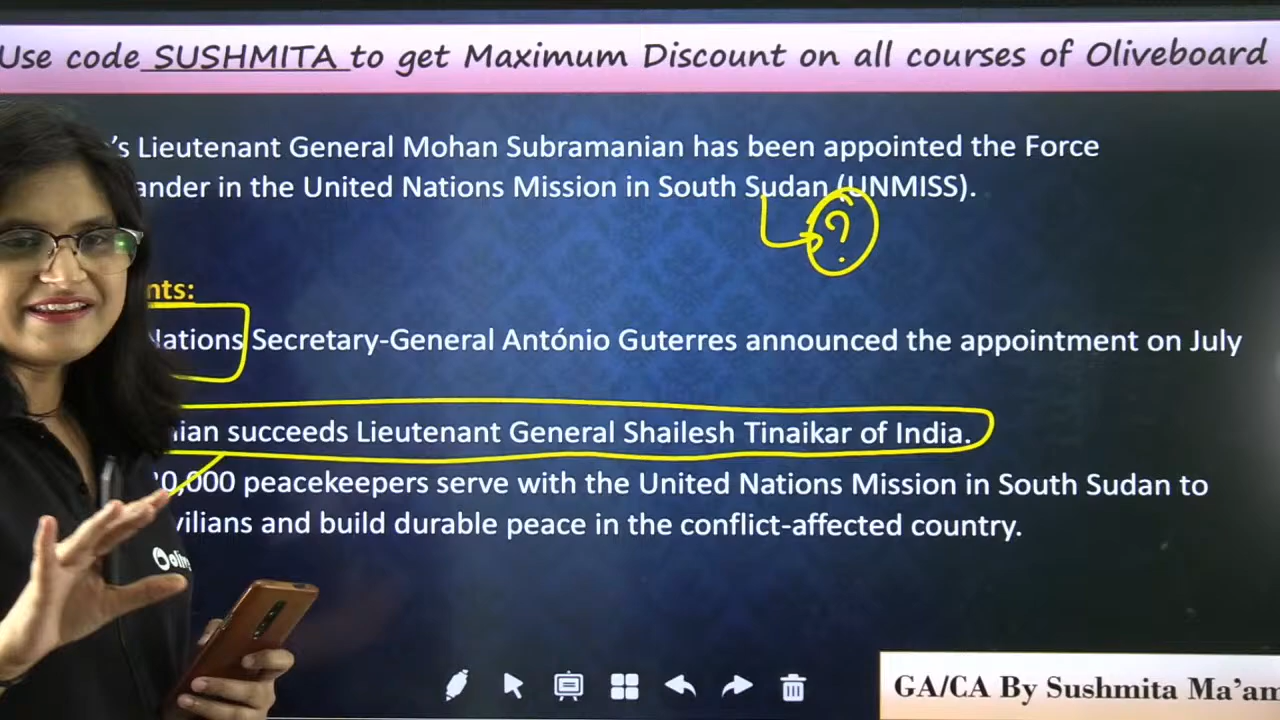 Use code SUSHMITA to get Maximum Discount on all courses of Oliveboard
's Lieutenant General Mohan Subramanian has been appointed the Force
ander in the United Nations Mission in South Sudan (UNMISS).
?
nts:
Nations Secretary-General António Guterres announced the appointment on July
nian succeeds Lieutenant General Shailesh Tinaikar of India.
0,000 peacekeepers serve with the United Nations Mission in South Sudan to
vilians and build durable peace in the conflict-affected country.
oliv
GA/CA By Sushmita Ma'am